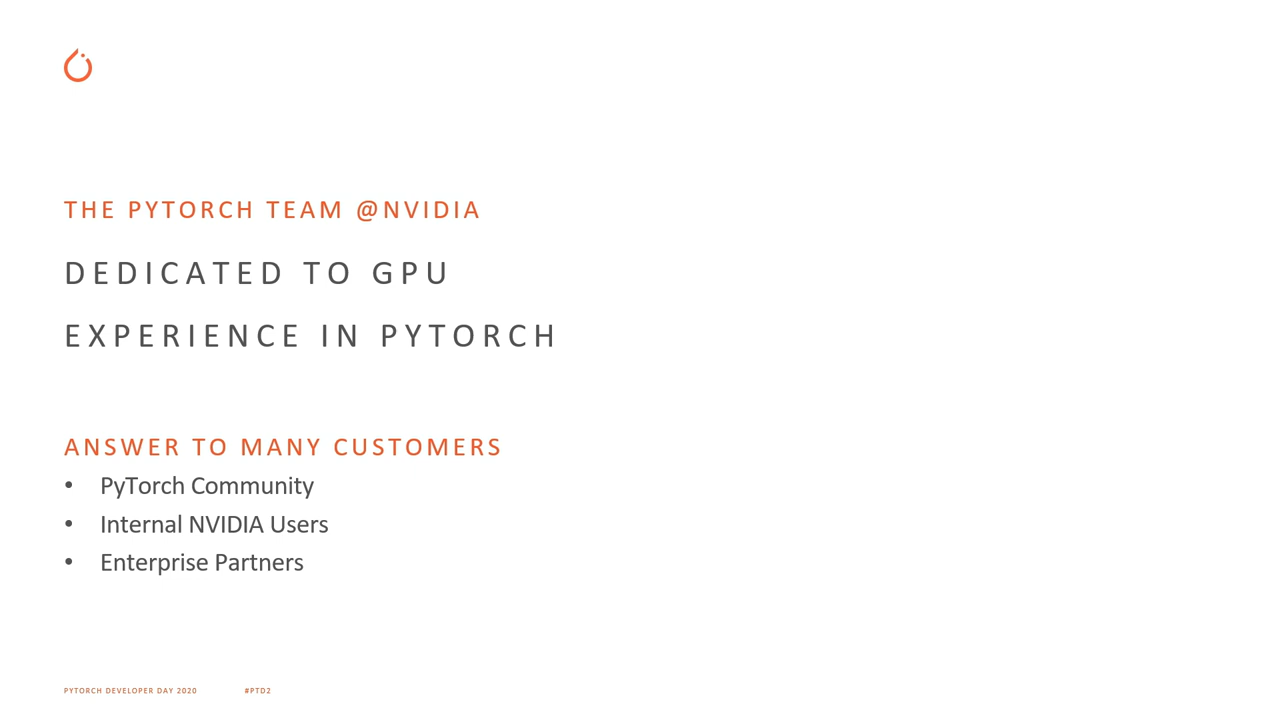 THE PYTORCH TEAM @NVIDIA
DEDICATED TO GPU
EXPERIENCE IN PYTORCH
ANSWER TO MANY CUSTOMERS
• PyTorch Community
• Internal NVIDIA Users
• Enterprise Partners
PYTORCH DEVELOPER DAY 2020 #PTD2